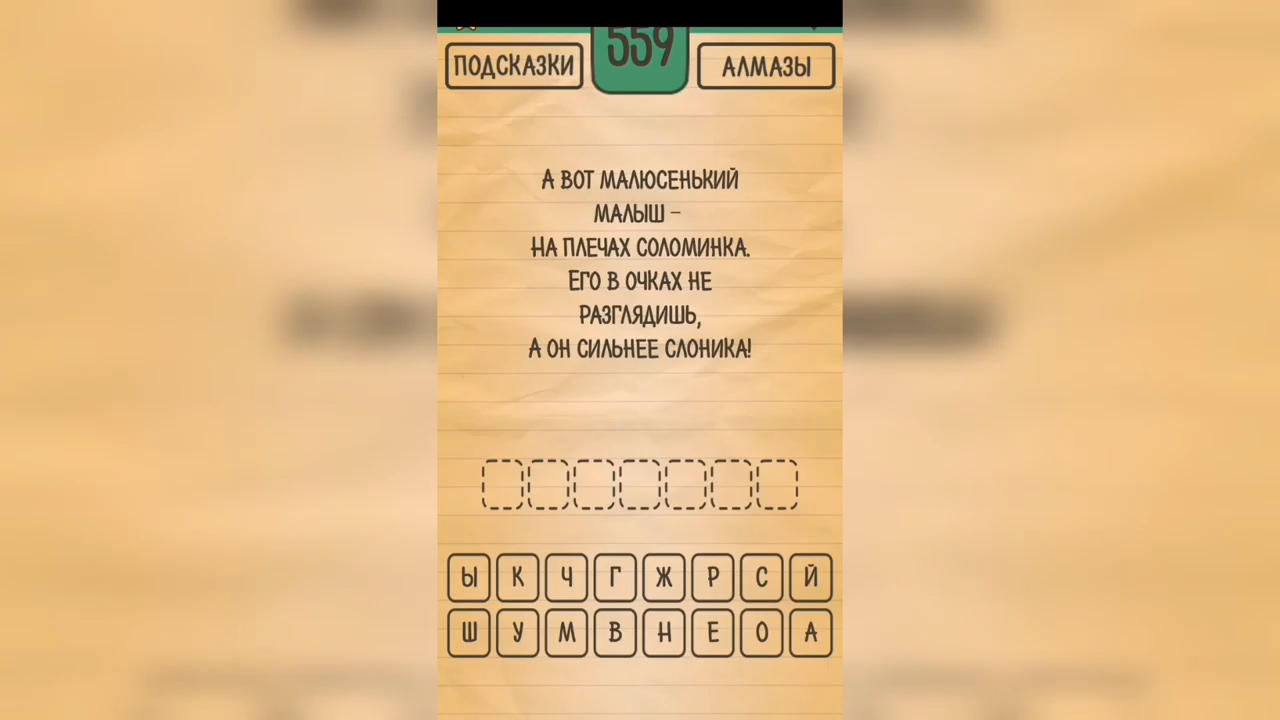 ПОДСКАЗКИ 559 АЛМАЗЫ
А ВОТ МАЛЮСЕНЬКИЙ
МАЛЫШ –
НА ПЛЕЧАХ СОЛОМИНКА.
ЕГО В ОЧКАХ НЕ
РАЗГЛЯДИШЬ,
А ОН СИЛЬНЕЕ СЛОНИКА!
Ы К Ч Г Ж Р С Й
Ш У М В Н Е О А